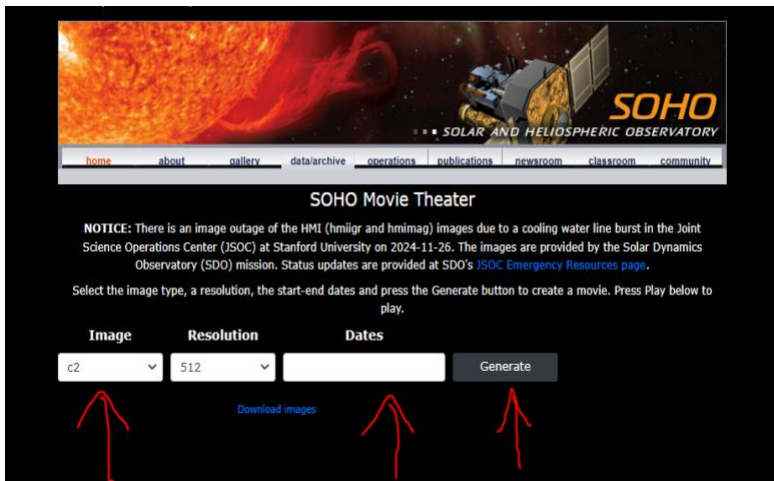 SOHO
SOLAR AND HELIOSPHERIC OBSERVATORY
home about gallery data/archive operations publications newsroom classroom community
SOHO Movie Theater
NOTICE: There is an image outage of the HMI (hmiigr and hmimag) images due to a cooling water line burst in the Joint
Science Operations Center (JSOC) at Stanford University on 2024-11-26. The images are provided by the Solar Dynamics
Observatory (SDO) mission. Status updates are provided at SDO's JSOC Emergency Resources page.
Select the image type, a resolution, the start-end dates and press the Generate button to create a movie. Press Play below to
play.
Image Resolution Dates
c2 512 Generate
Download images